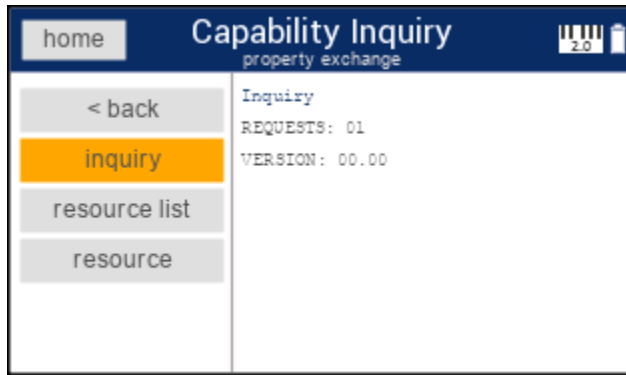 home
Capability Inquiry
property exchange
2.0
< back
inquiry
resource list
resource
Inquiry
REQUESTS: 01
VERSION: 00.00